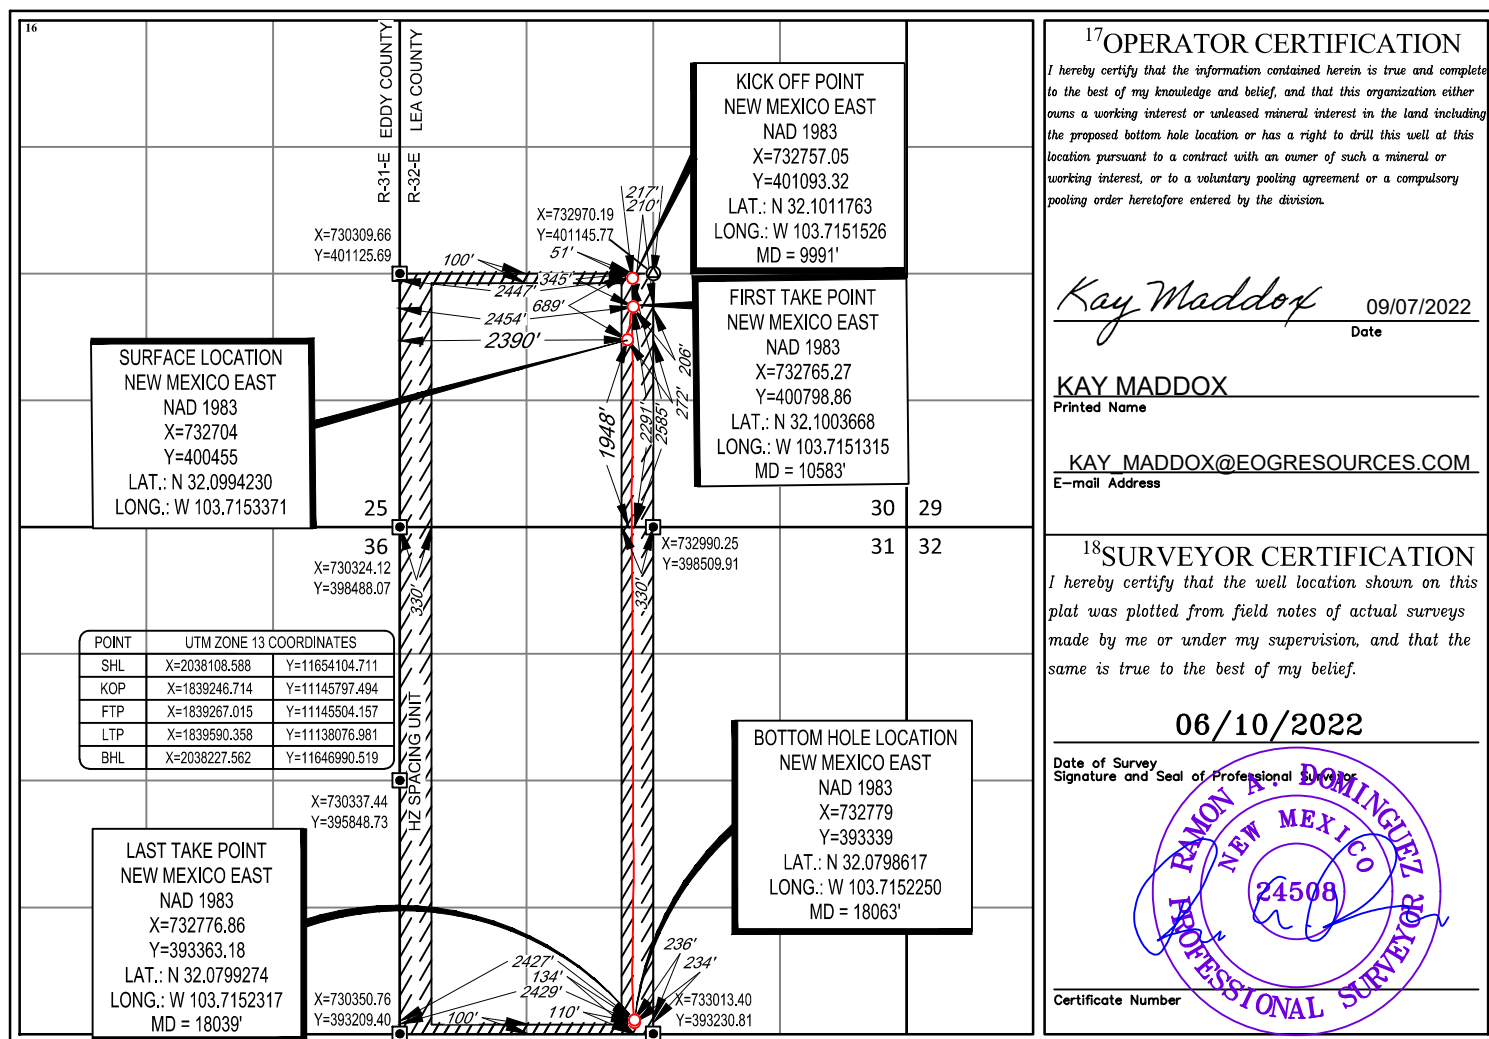 16
R-31-E EDDY COUNTY
R-32-E LEA COUNTY
KICK OFF POINT
NEW MEXICO EAST
NAD 1983
X=732757.05
Y=401093.32
LAT.: N 32.1011763
LONG.: W 103.7151526
MD = 9991'
217'
210'
X=732970.19
Y=401145.77
51'
X=730309.66
Y=401125.69
100'
345'
2447'
689'
2454'
2390'
FIRST TAKE POINT
NEW MEXICO EAST
NAD 1983
X=732765.27
Y=400798.86
LAT.: N 32.1003668
LONG.: W 103.7151315
MD = 10583'
206'
272'
2291'
2585'
1948'
SURFACE LOCATION
NEW MEXICO EAST
NAD 1983
X=732704
Y=400455
LAT.: N 32.0994230
LONG.: W 103.7153371
25
30 29
36
31 32
X=732990.25
Y=398509.91
X=730324.12
Y=398488.07
330'
330'
POINT UTM ZONE 13 COORDINATES
SHL X=2038108.588 Y=11654104.711
KOP X=1839246.714 Y=11145797.494
FTP X=1839267.015 Y=11145504.157
LTP X=1839590.358 Y=11138076.981
BHL X=2038227.562 Y=11646990.519
HZ SPACING UNIT
X=730337.44
Y=395848.73
BOTTOM HOLE LOCATION
NEW MEXICO EAST
NAD 1983
X=732779
Y=393339
LAT.: N 32.0798617
LONG.: W 103.7152250
MD = 18063'
LAST TAKE POINT
NEW MEXICO EAST
NAD 1983
X=732776.86
Y=393363.18
LAT.: N 32.0799274
LONG.: W 103.7152317
MD = 18039'
236'
234'
2427'
134'
2429'
X=730350.76
Y=393209.40
100'
110'
X=733013.40
Y=393230.81
17OPERATOR CERTIFICATION
I hereby certify that the information contained herein is true and complete
to the best of my knowledge and belief, and that this organization either
owns a working interest or unleased mineral interest in the land including
the proposed bottom hole location or has a right to drill this well at this
location pursuant to a contract with an owner of such a mineral or
working interest, or to a voluntary pooling agreement or a compulsory
pooling order heretofore entered by the division.
Kay Maddox 09/07/2022
Date
KAY MADDOX
Printed Name
KAY_MADDOX@EOGRESOURCES.COM
E-mail Address
18SURVEYOR CERTIFICATION
I hereby certify that the well location shown on this
plat was plotted from field notes of actual surveys
made by me or under my supervision, and that the
same is true to the best of my belief.
06/10/2022
Date of Survey
Signature and Seal of Professional Surveyor
RAMON A. DOMINGUEZ
NEW MEXICO
24508
PROFESSIONAL SURVEYOR
Certificate Number